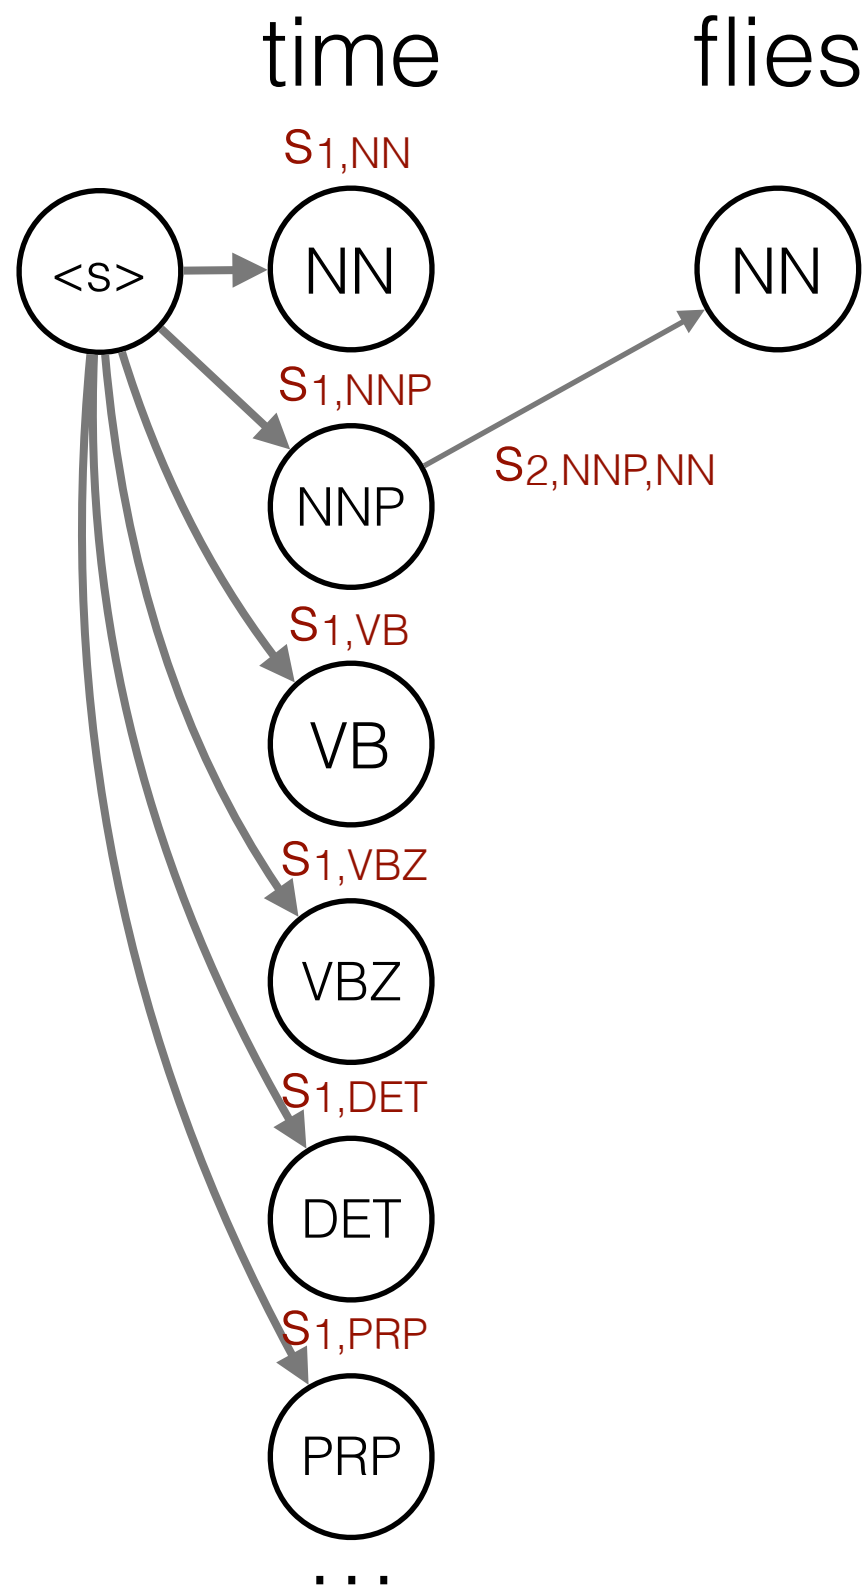 time flies
s1,NN
<s> NN NN
s1,NNP
s2,NNP,NN
NNP
s1,VB
VB
s1,VBZ
VBZ
s1,DET
DET
s1,PRP
PRP
...